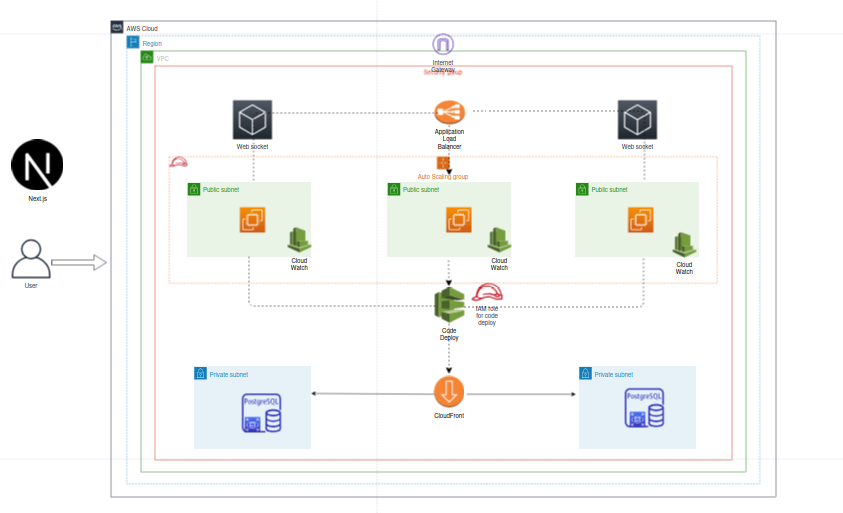 AWS Cloud
Region
VPC
Internet
Gateway
Security group
Web socket
Application
Load
Balancer
Web socket
Auto Scaling group
Next.js
User
Public subnet
Cloud
Watch
Public subnet
Cloud
Watch
Public subnet
Cloud
Watch
Code
Deploy
IAM role
for code
deploy
Private subnet
PostgreSQL
CloudFront
Private subnet
PostgreSQL